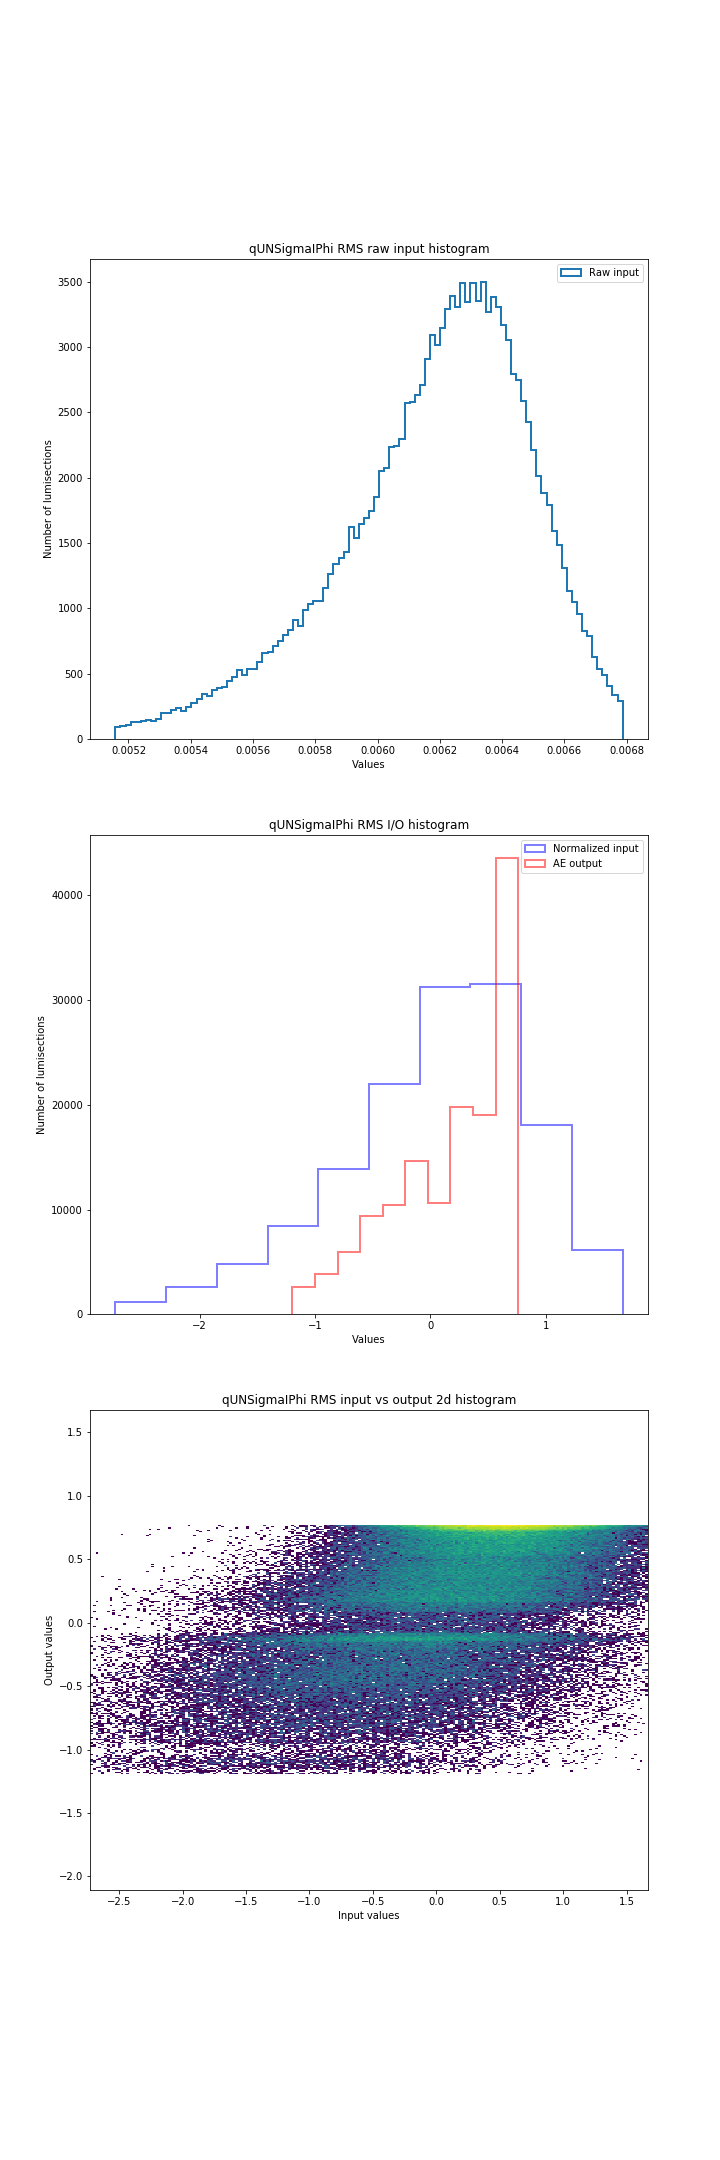 qUNSigmaIPhi RMS raw input histogram
Raw input
3500
3000
2500
2000
1500
1000
500
0
Number of lumisections
0.0052 0.0054 0.0056 0.0058 0.0060 0.0062 0.0064 0.0066 0.0068
Values
qUNSigmaIPhi RMS I/O histogram
Normalized input
AE output
40000
30000
20000
10000
0
Number of lumisections
−2 −1 0 1
Values
qUNSigmaIPhi RMS input vs output 2d histogram
1.5
1.0
0.5
0.0
−0.5
−1.0
−1.5
−2.0
Output values
−2.5 −2.0 −1.5 −1.0 −0.5 0.0 0.5 1.0 1.5
Input values